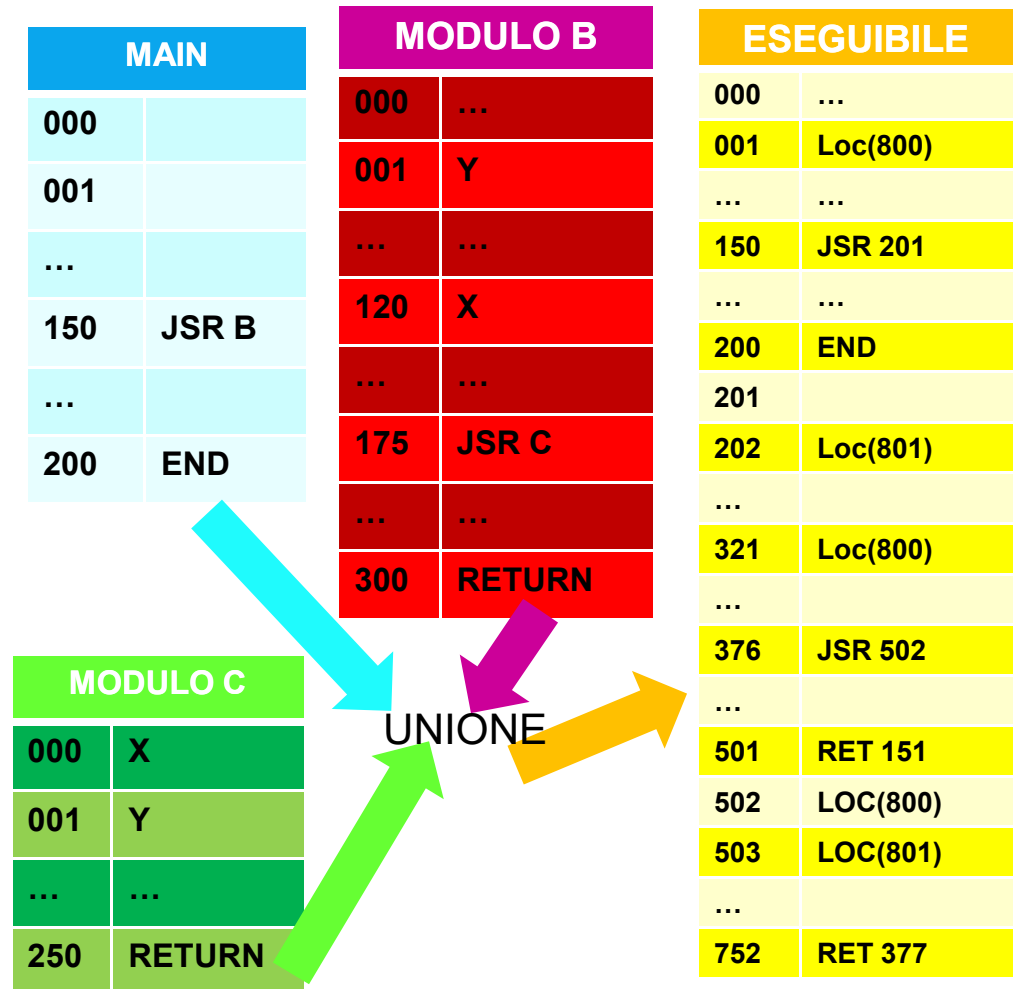 MAIN
000
001
…
150 JSR B
…
200 END
MODULO B
000 …
001 Y
… …
120 X
… …
175 JSR C
… …
300 RETURN
MODULO C
000 X
001 Y
… …
250 RETURN
UNIONE
ESEGUIBILE
000 …
001 Loc(800)
… …
150 JSR 201
… …
200 END
201
202 Loc(801)
…
321 Loc(800)
…
376 JSR 502
…
501 RET 151
502 LOC(800)
503 LOC(801)
…
752 RET 377